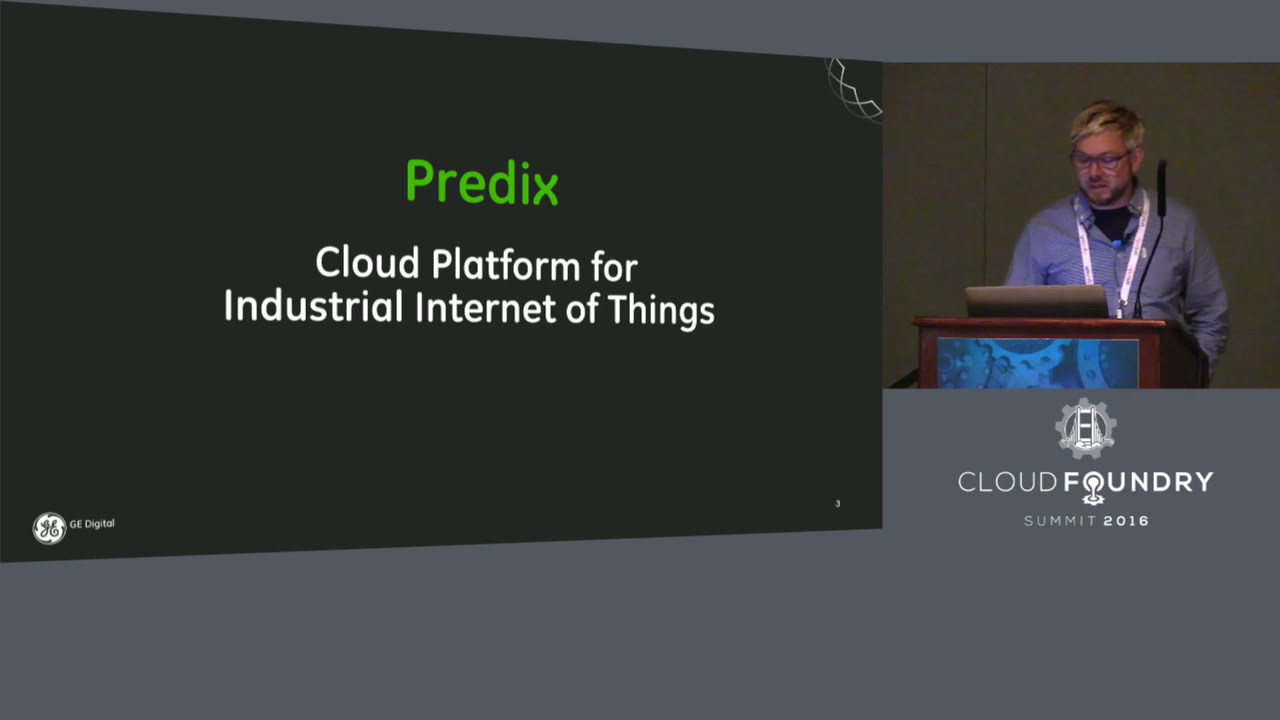 Predix
Cloud Platform for
Industrial Internet of Things
3
GE Digital
CLOUD FOUNDRY
SUMMIT 2016